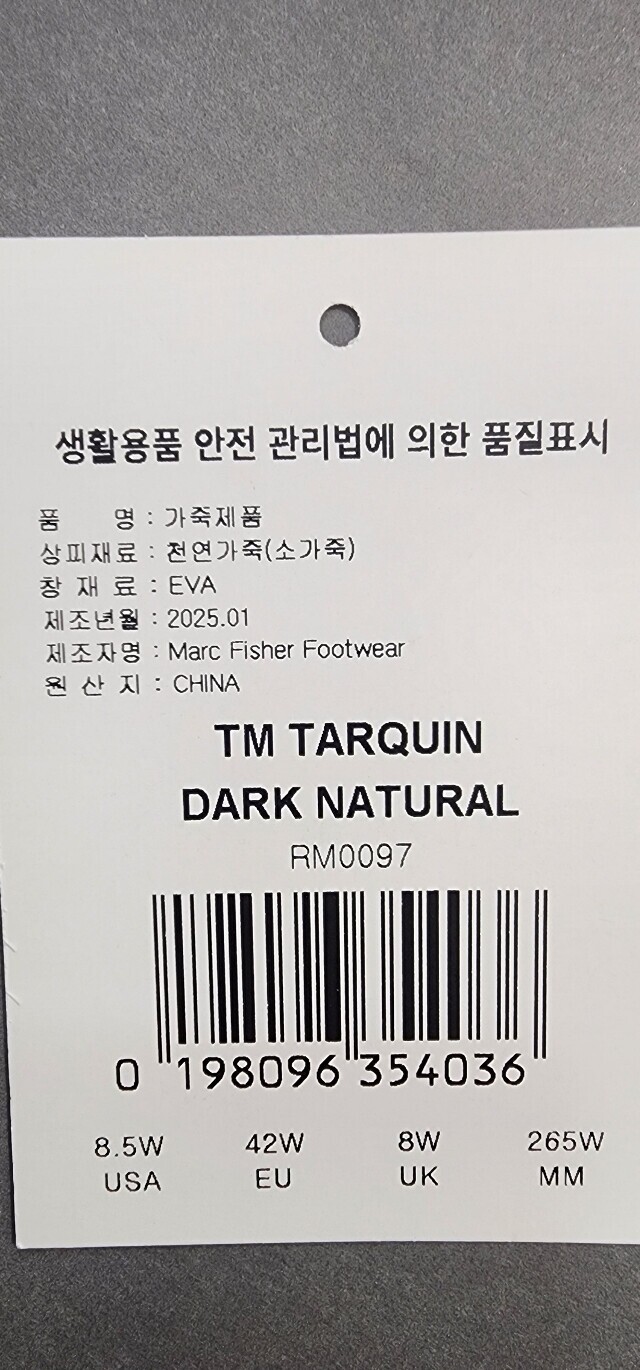 생활용품 안전 관리법에 의한 품질표시
품 명 : 가죽제품
상피재료 : 천연가죽(소가죽)
창 재 료 : EVA
제조년월 : 2025.01
제조자명 : Marc Fisher Footwear
원 산 지 : CHINA
TM TARQUIN
DARK NATURAL
RM0097
0 198096 354036
8.5W 42W 8W 265W
USA EU UK MM